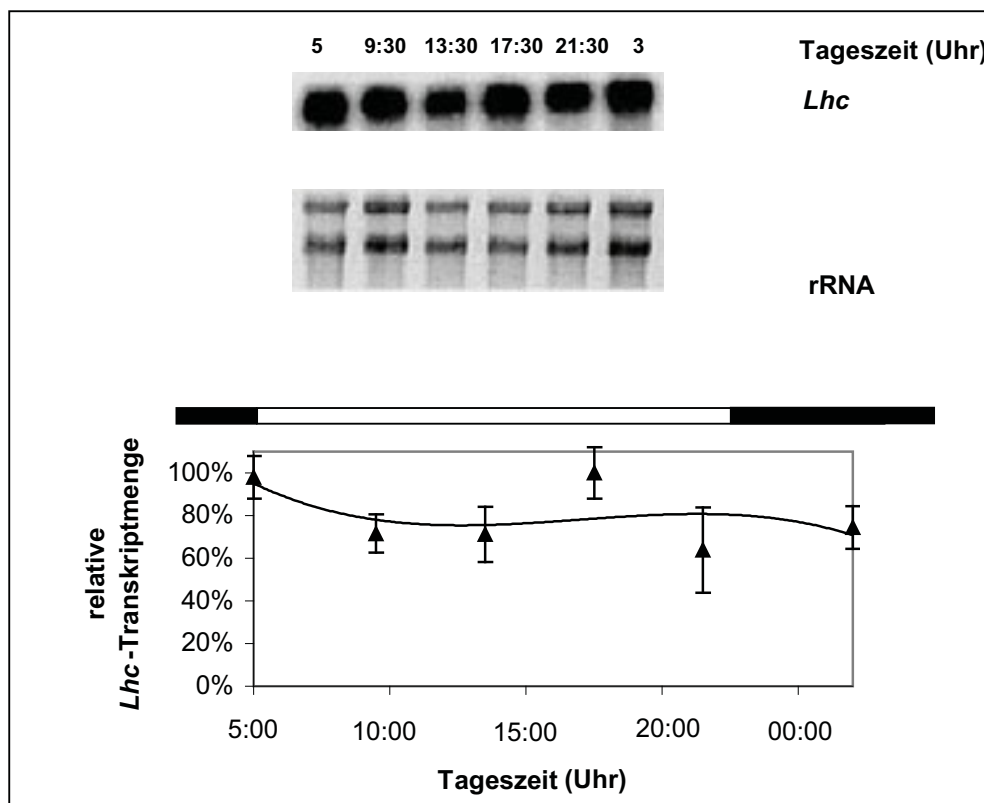 5 9:30 13:30 17:30 21:30 3 Tageszeit (Uhr)
Lhc
rRNA
relative
Lhc-Transkriptmenge
100%
80%
60%
40%
20%
0%
5:00 10:00 15:00 20:00 00:00
Tageszeit (Uhr)